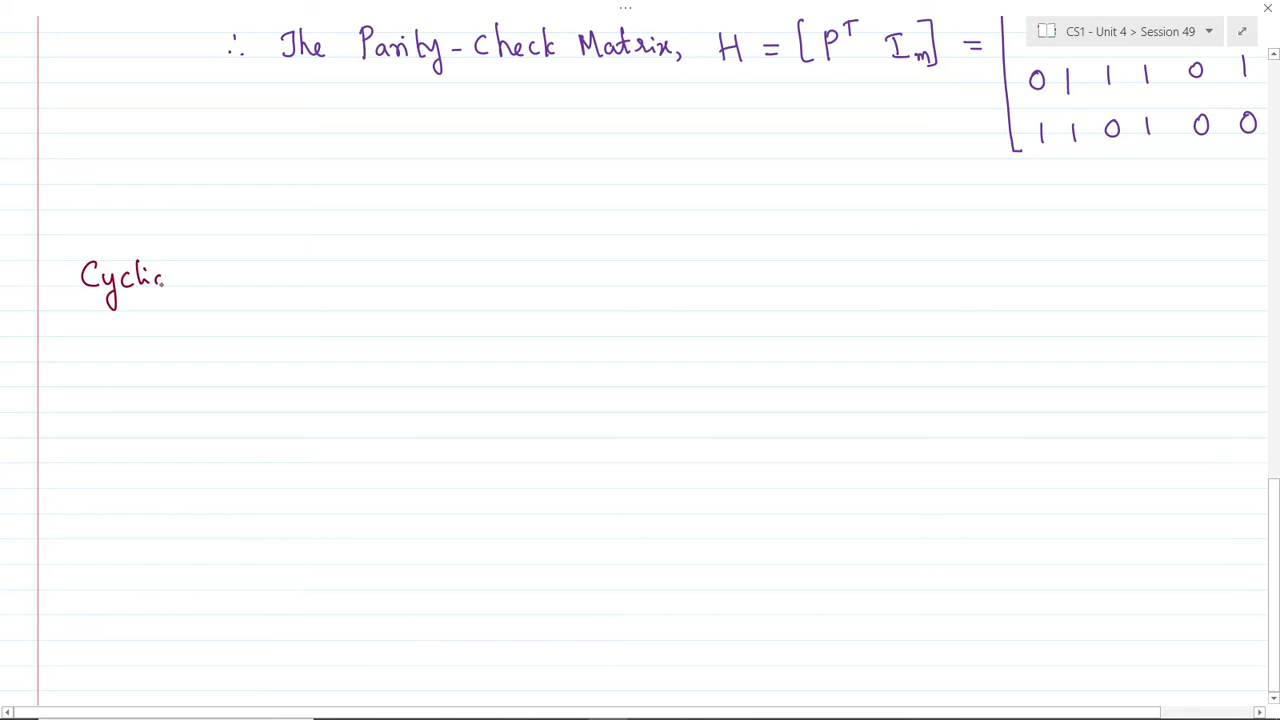 CS1 - Unit 4 > Session 49
∴ The Parity-Check Matrix, H = [Pᵀ Iₘ] =
0 1 1 1 0 1
1 1 0 1 0 0
Cyclic